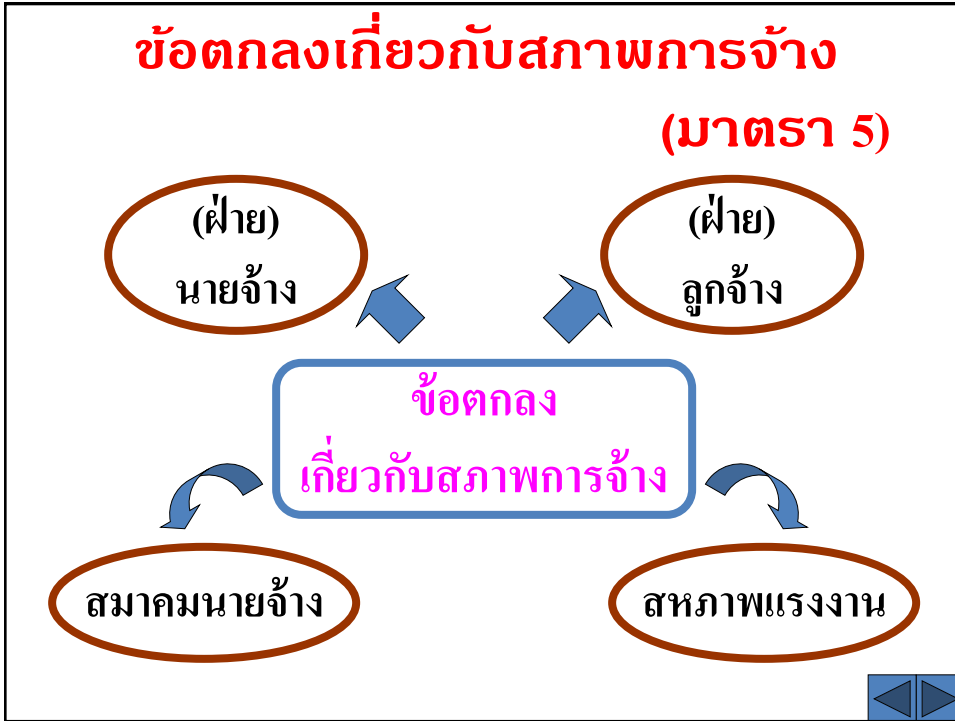 ข้อตกลงเกี่ยวกับสภาพการจ้าง
(มาตรา 5)
(ฝ่าย)
นายจ้าง
(ฝ่าย)
ลูกจ้าง
ข้อตกลง
เกี่ยวกับสภาพการจ้าง
สมาคมนายจ้าง
สหภาพแรงงาน